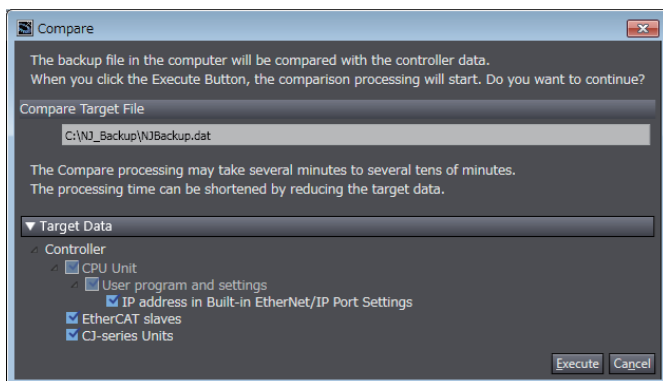 Compare
The backup file in the computer will be compared with the controller data.
When you click the Execute Button, the comparison processing will start. Do you want to continue?
Compare Target File
C:\NJ_Backup\NJBackup.dat
The Compare processing may take several minutes to several tens of minutes.
The processing time can be shortened by reducing the target data.
Target Data
Controller
CPU Unit
User program and settings
IP address in Built-in EtherNet/IP Port Settings
EtherCAT slaves
CJ-series Units
Execute Cancel